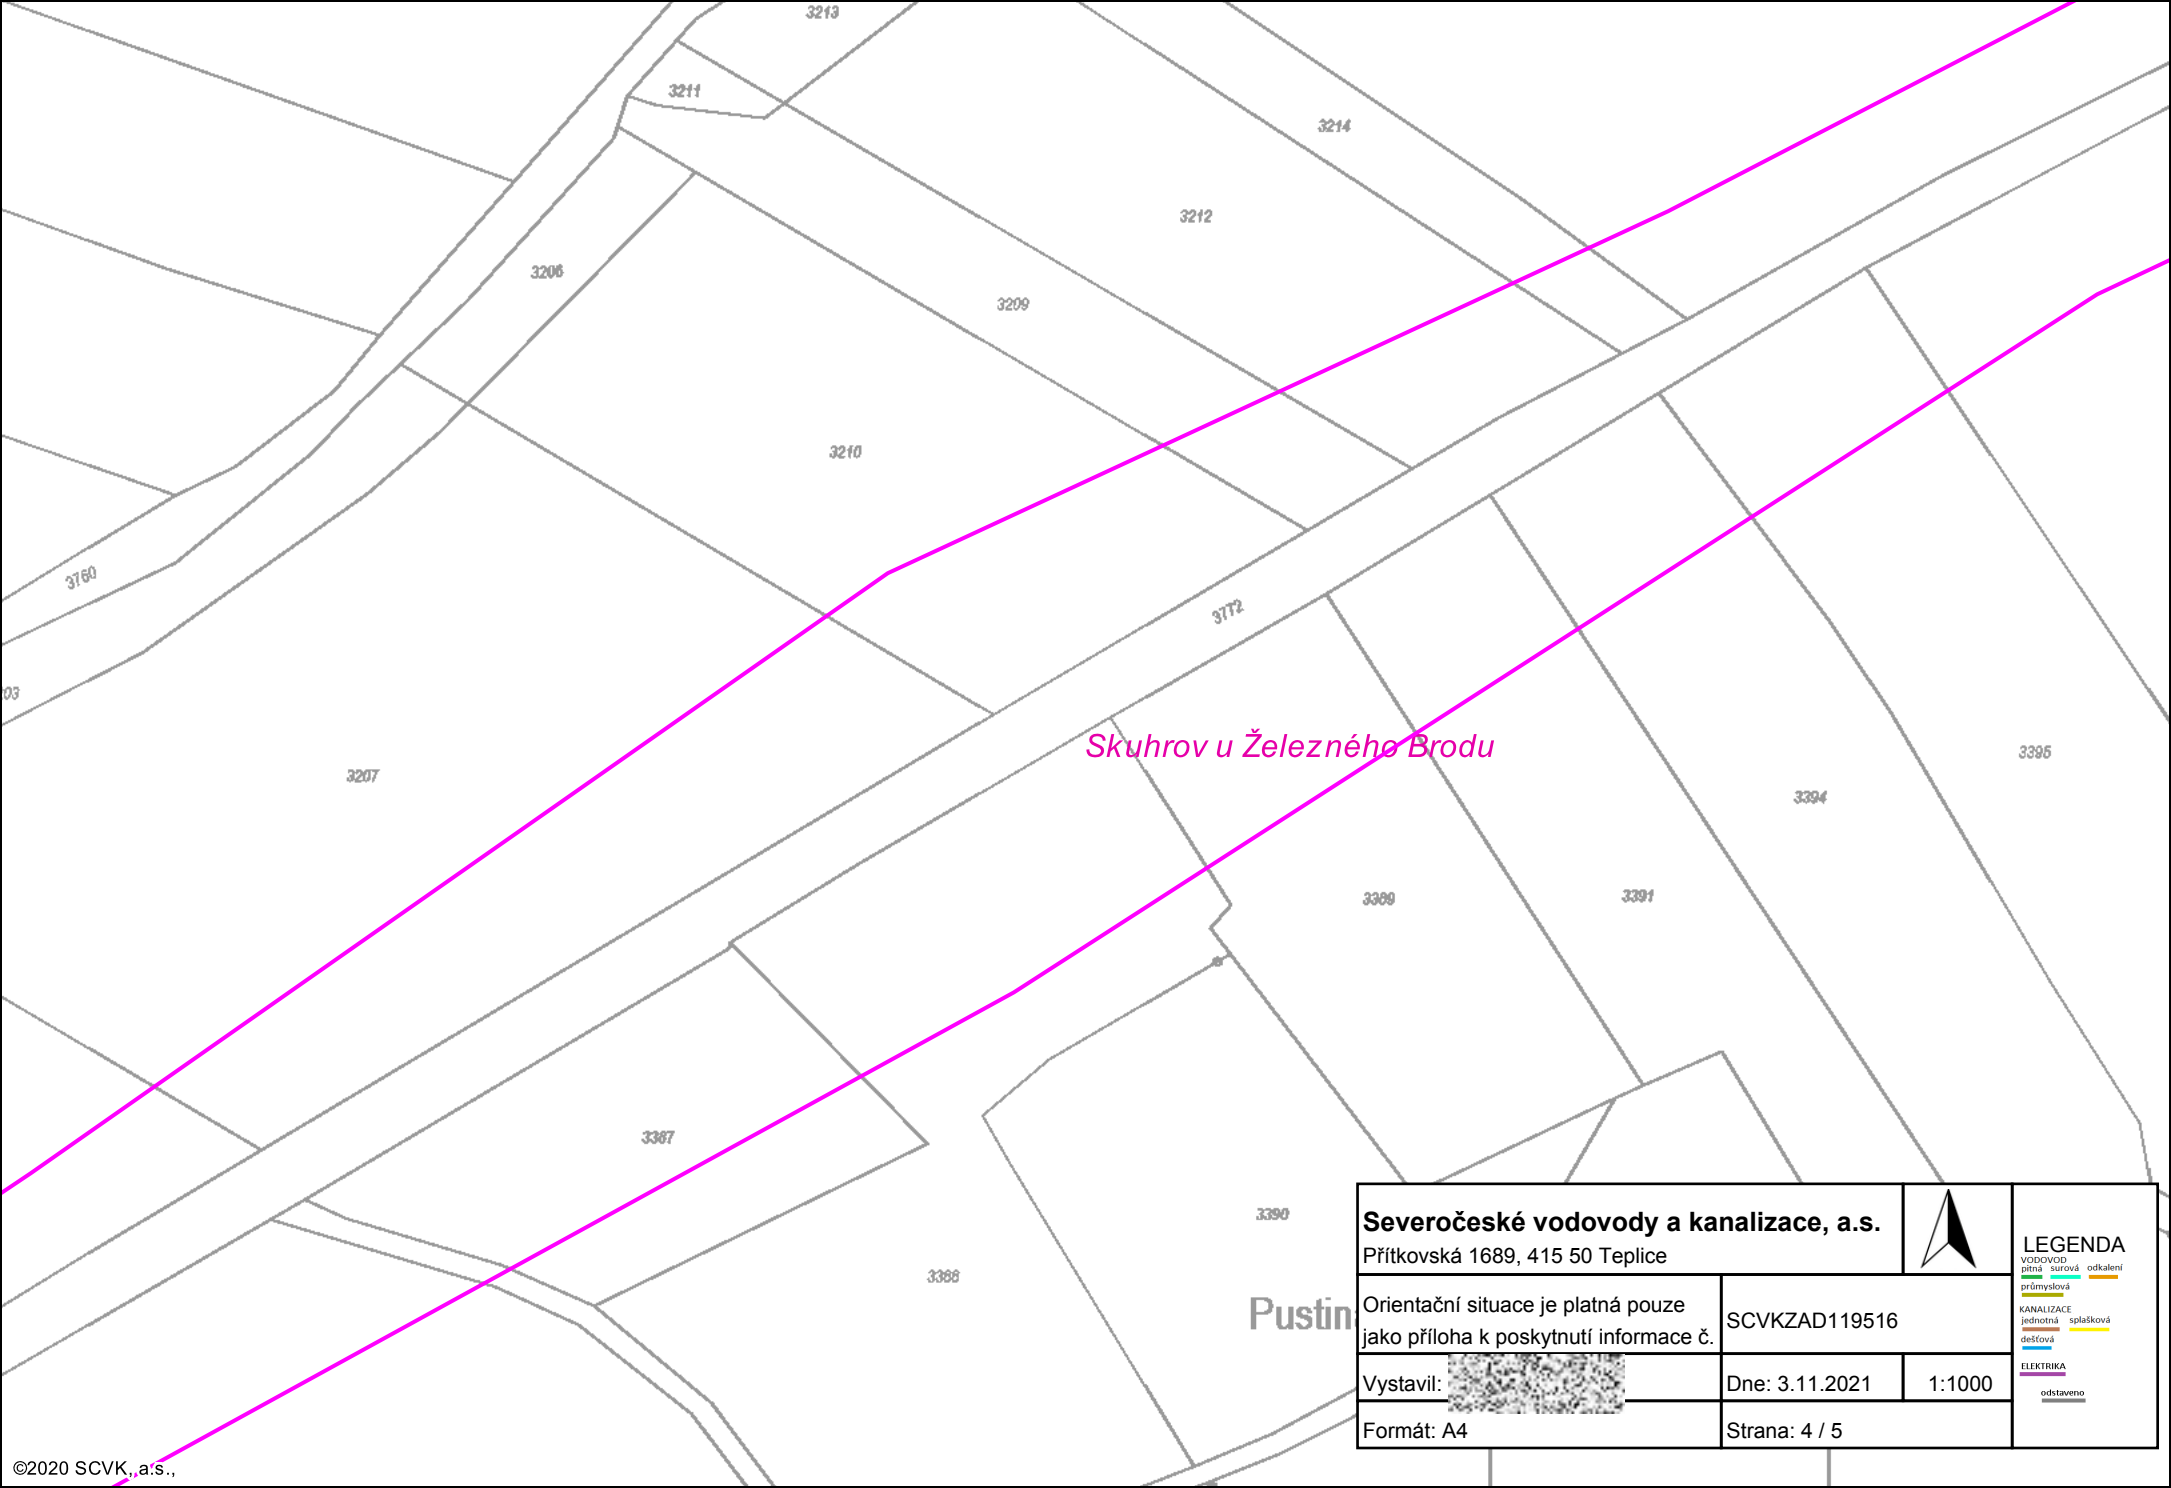 3213
3211
3214
3212
3206
3209
3210
3760
3772
03
Skuhrov u Železného Brodu
3207
3395
3394
3389
3391
3387
3390
3388
Pustin
Severočeské vodovody a kanalizace, a.s.
Přítkovská 1689, 415 50 Teplice
Orientační situace je platná pouze
jako příloha k poskytnutí informace č.
SCVKZAD119516
Vystavil:
Dne: 3.11.2021
1:1000
Formát: A4
Strana: 4 / 5
LEGENDA
VODOVOD
pitná surová odkalení
průmyslová
KANALIZACE
jednotná splašková
dešťová
ELEKTRIKA
odstaveno
©2020 SCVK, a.s.,